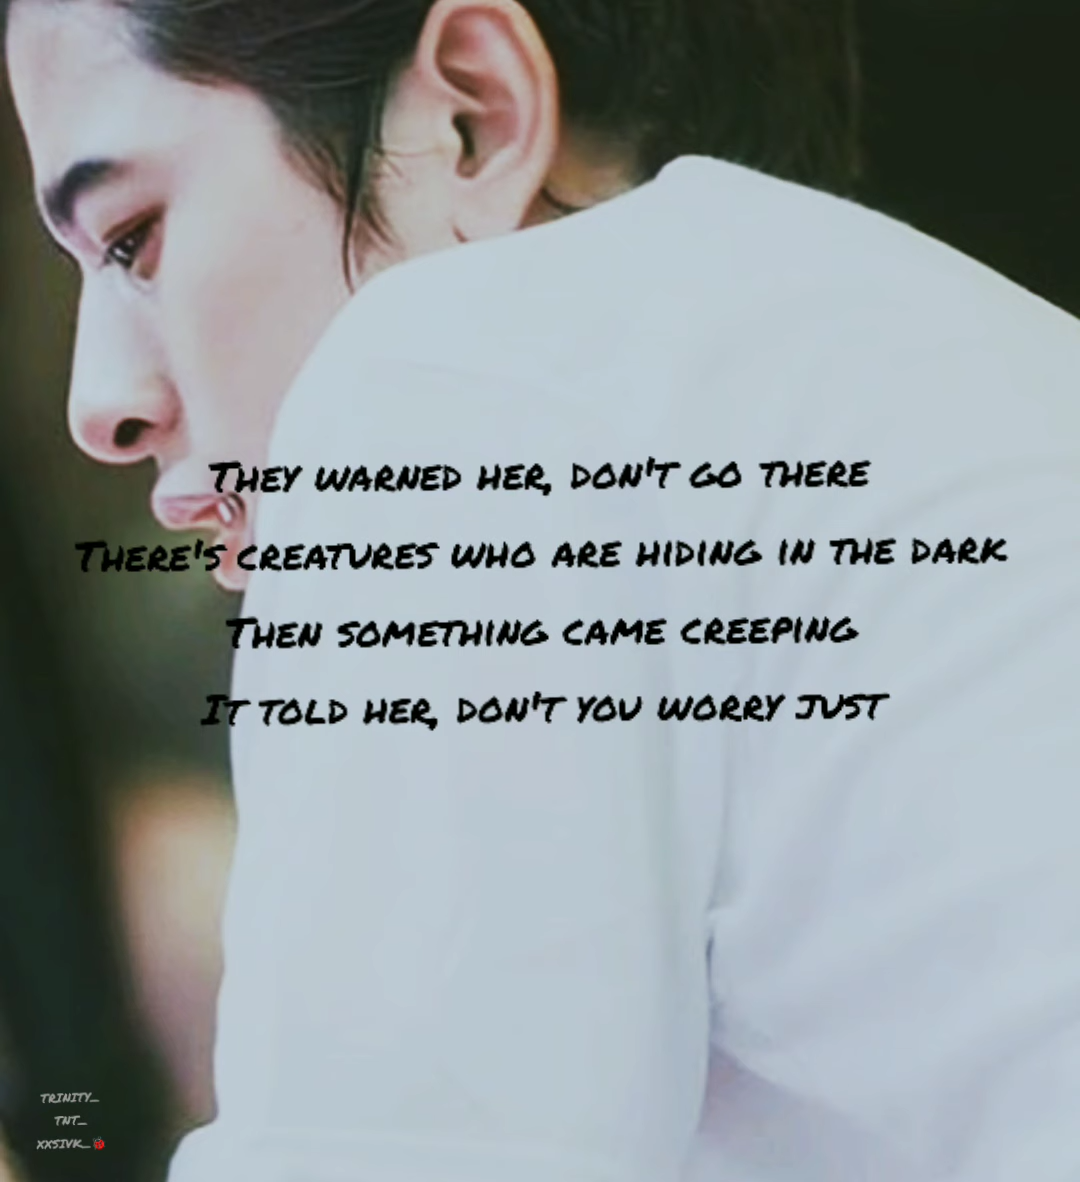 They warned her, don't go there
There's creatures who are hiding in the dark
Then something came creeping
It told her, don't you worry just
TRINITY_
TNT_
XXSIVK_🐞